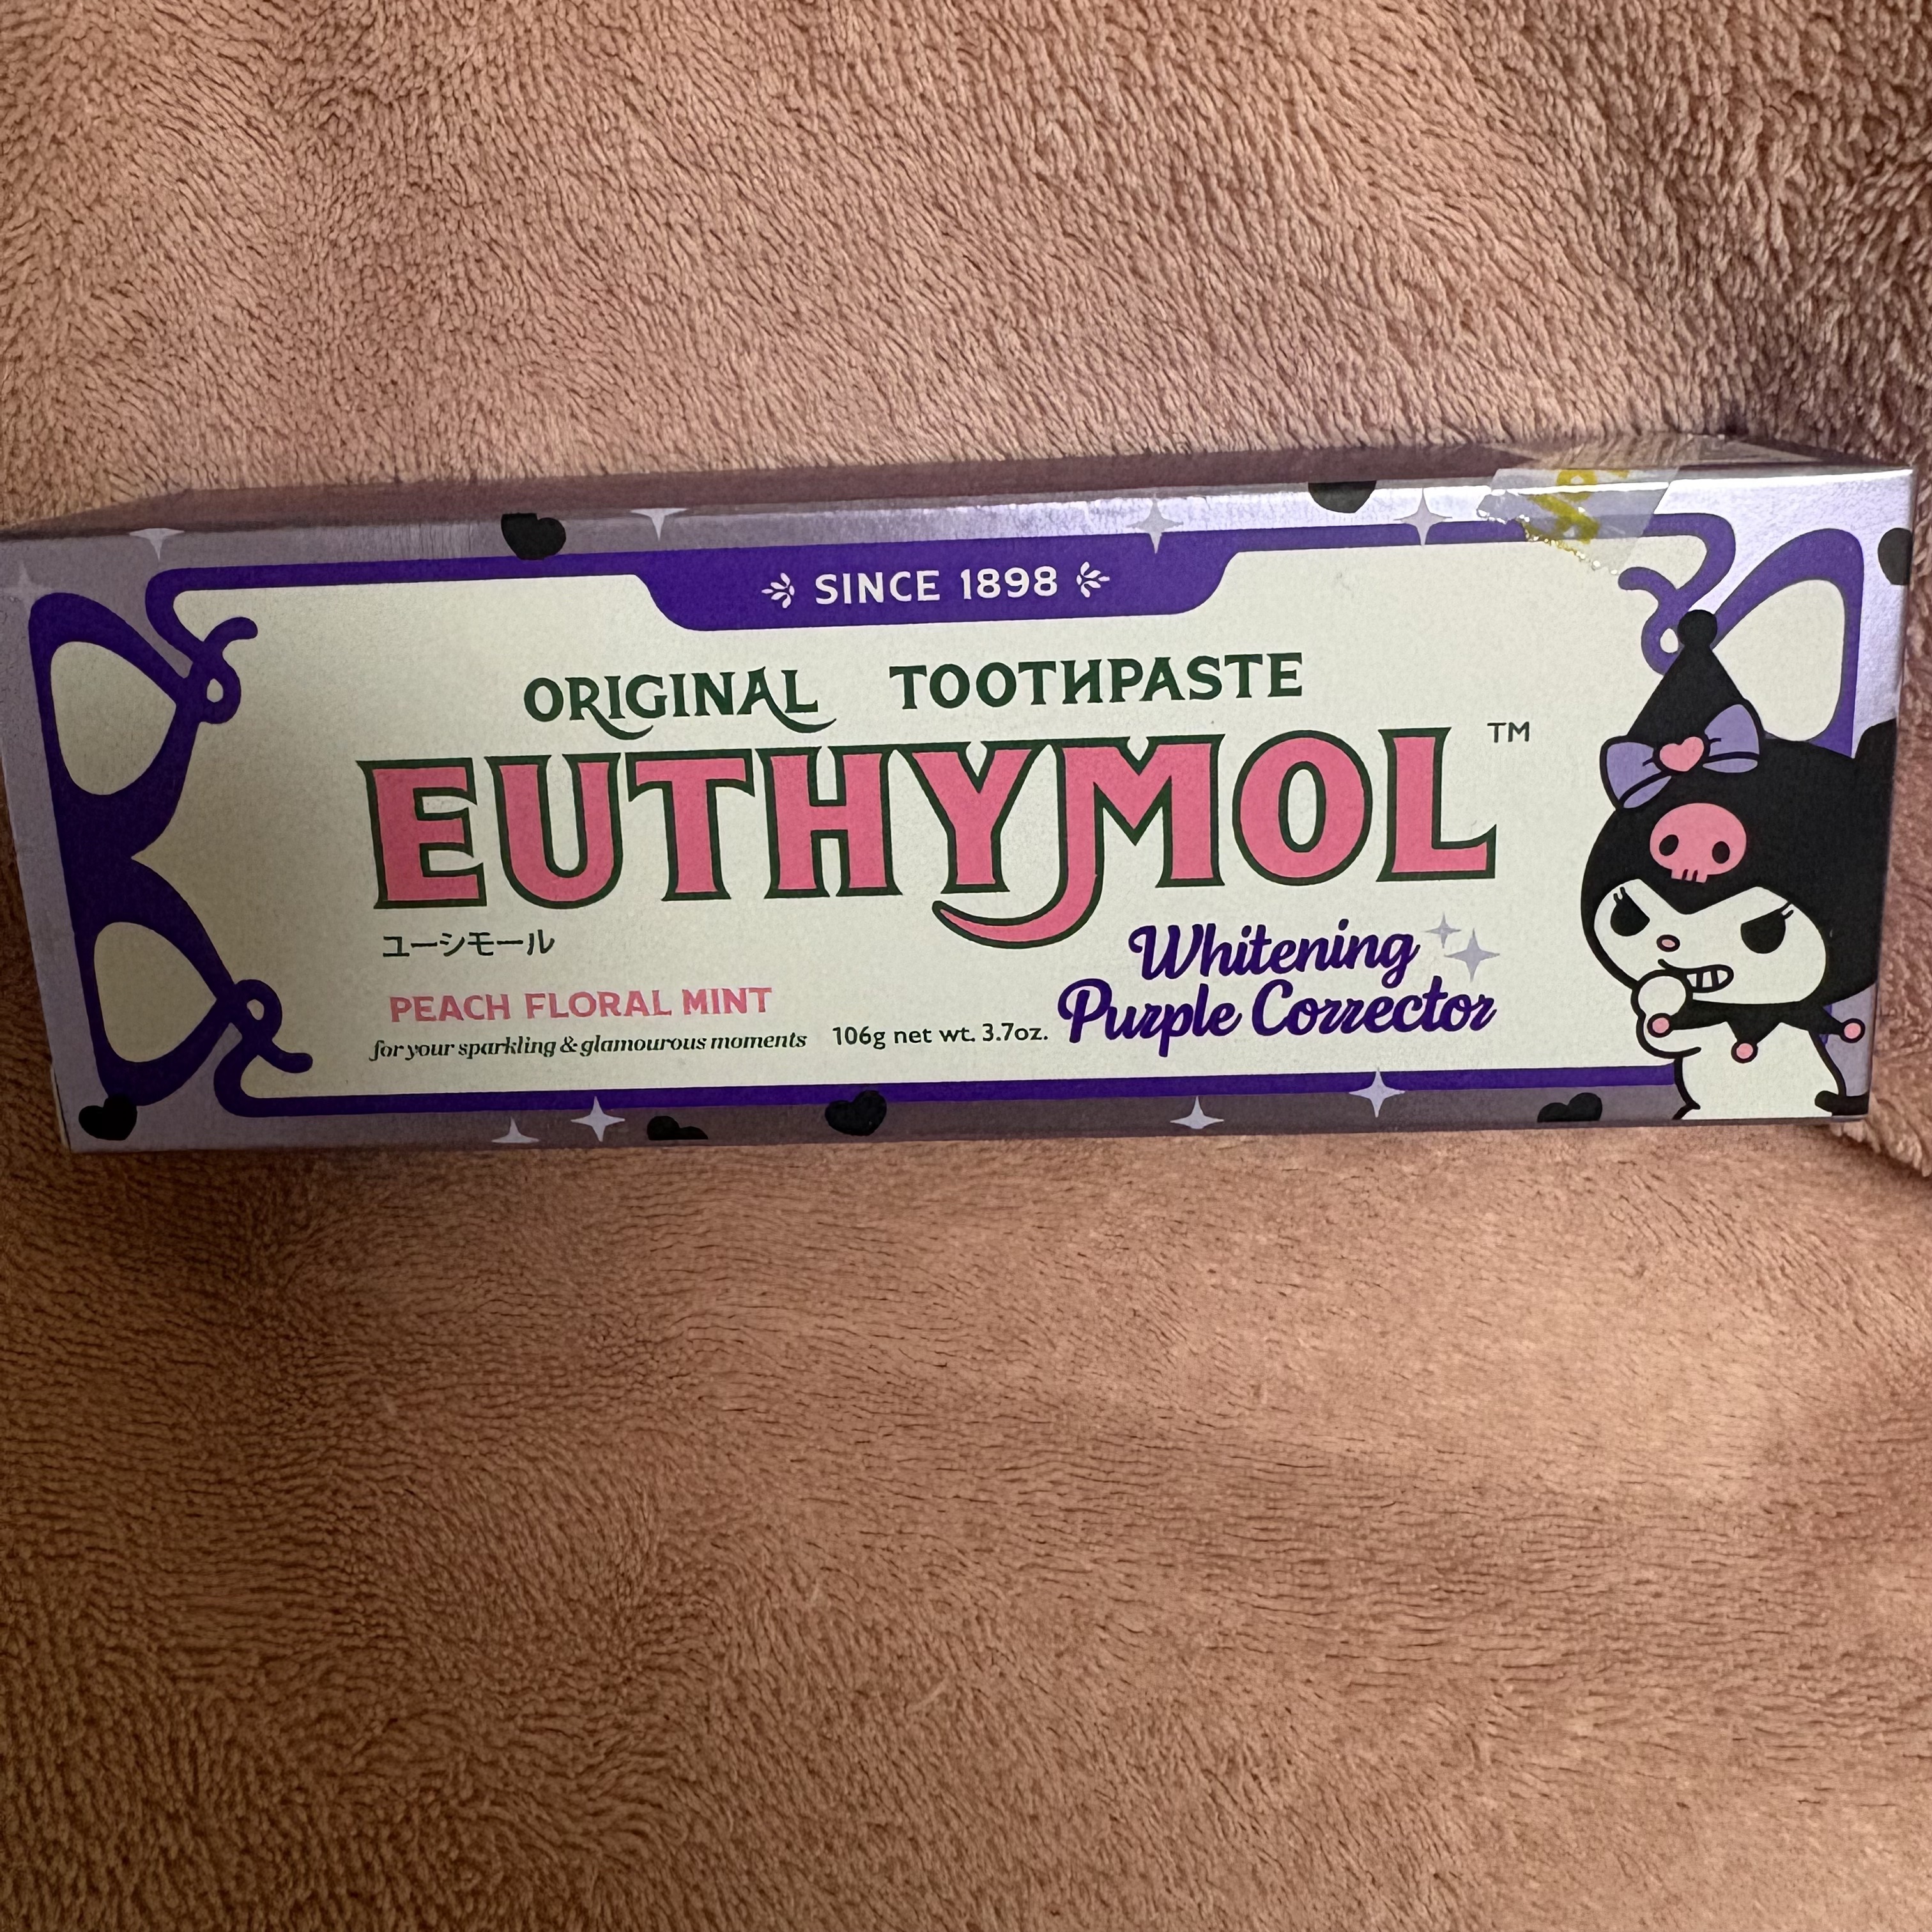 SINCE 1898
ORIGINAL TOOTHPASTE
EUTHYMOL™
ユーシモール
PEACH FLORAL MINT
for your sparkling & glamourous moments
106g net wt. 3.7oz.
Whitening
Purple Corrector